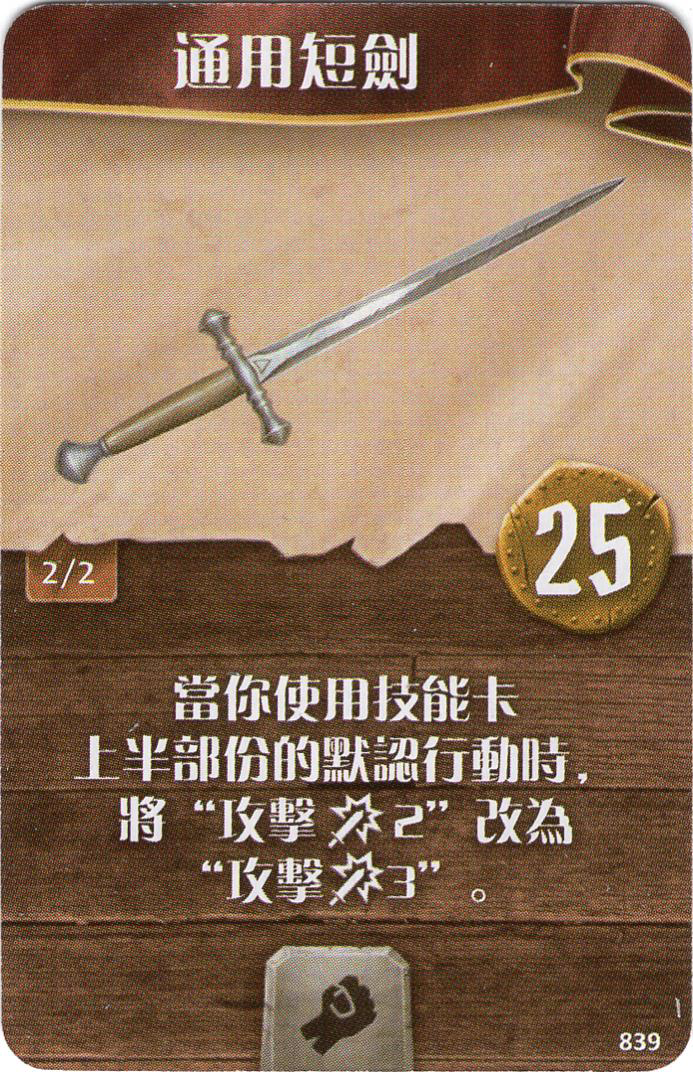 通用短劍
2/2
25
當你使用技能卡
上半部份的默認行動時，
將“攻擊 2”改為
“攻擊 3”。
839